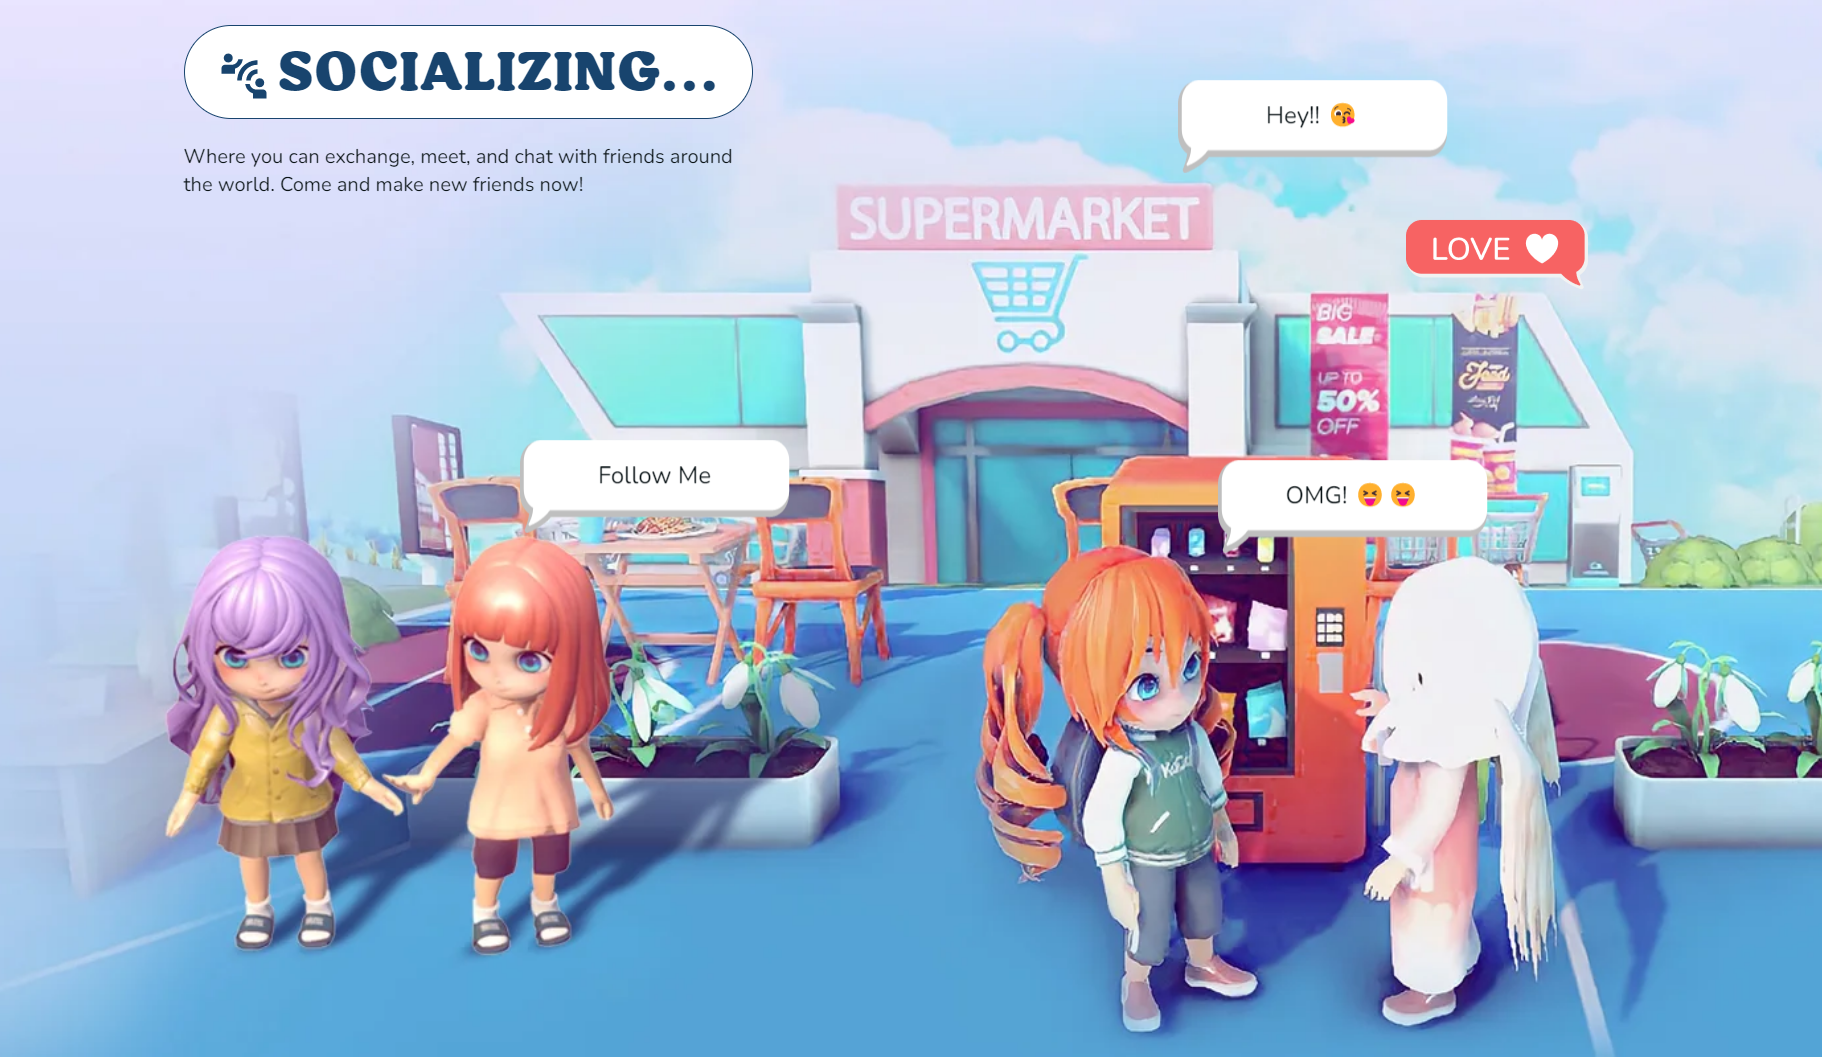 SOCIALIZING...
Where you can exchange, meet, and chat with friends around
the world. Come and make new friends now!
Hey!! 😘
SUPERMARKET
LOVE 🤍
BIG
SALE
UP TO
50%
OFF
Food
Follow Me
OMG! 😝 😝